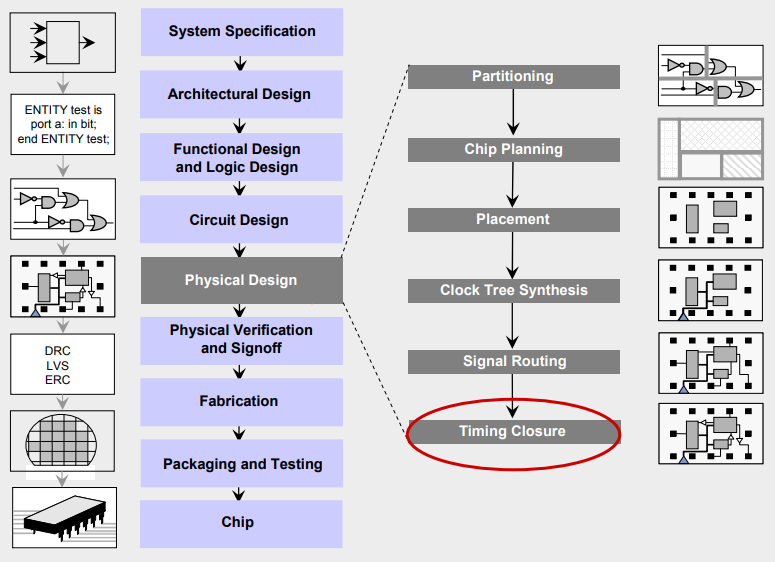 ENTITY test is
port a: in bit;
end ENTITY test;
DRC
LVS
ERC
System Specification
Architectural Design
Functional Design
and Logic Design
Circuit Design
Physical Design
Physical Verification
and Signoff
Fabrication
Packaging and Testing
Chip
Partitioning
Chip Planning
Placement
Clock Tree Synthesis
Signal Routing
Timing Closure